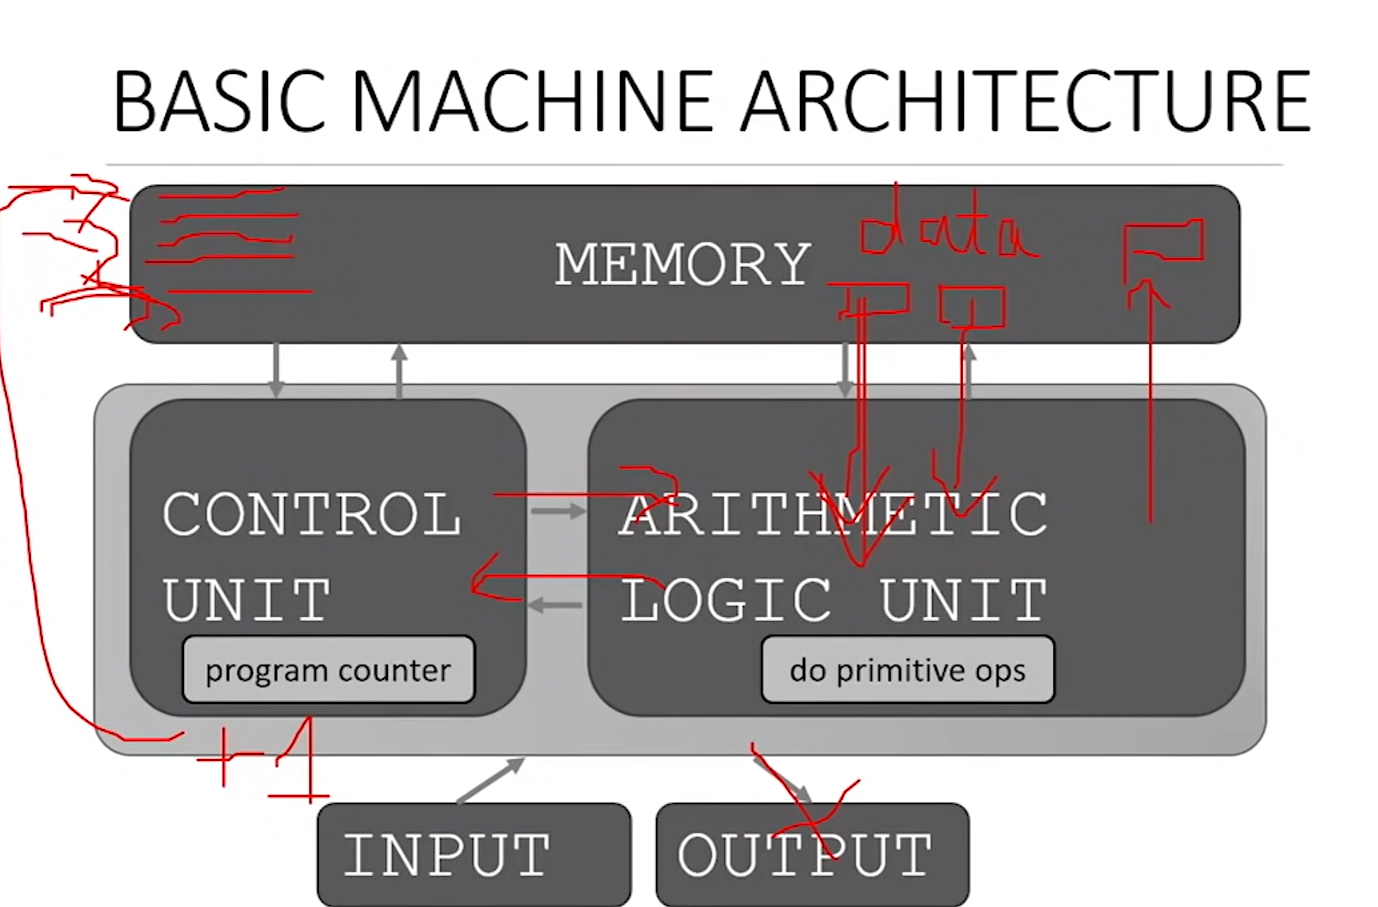 BASIC MACHINE ARCHITECTURE
MEMORY
data
CONTROL
UNIT
program counter
ARITHMETIC
LOGIC UNIT
do primitive ops
+1
INPUT
OUTPUT